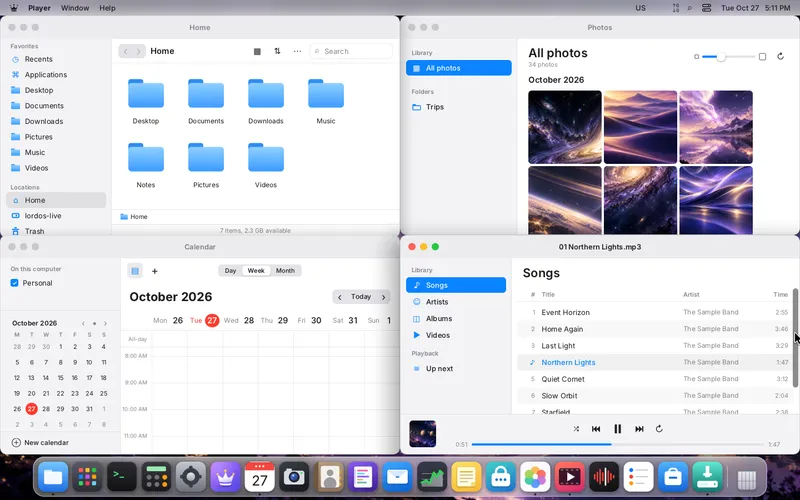 Player Window Help US Tue Oct 27 5:11 PM
Home
Favorites
Recents
Applications
Desktop
Documents
Downloads
Pictures
Music
Videos
Locations
Home
lordos-live
Trash
Home
Search
Desktop Documents Downloads Music
Notes Pictures Videos
Home
7 items, 2.3 GB available
Photos
Library
All photos
Folders
Trips
All photos
34 photos
October 2026
Calendar
On this computer
Personal
October 2026
M T W T F S S
28 29 30 1 2 3 4
5 6 7 8 9 10 11
12 13 14 15 16 17 18
19 20 21 22 23 24 25
26 27 28 29 30 31 1
2 3 4 5 6 7 8
New calendar
Day Week Month
October 2026
Today
Mon 26 Tue 27 Wed 28 Thu 29 Fri 30 Sat 31 Sun 1
All-day
8:00 AM
9:00 AM
10:00 AM
11:00 AM
01 Northern Lights.mp3
Library
Songs
Artists
Albums
Videos
Playback
Up next
Songs
# Title Artist Time
1 Event Horizon The Sample Band 2:55
2 Home Again The Sample Band 3:46
3 Last Light The Sample Band 3:29
Northern Lights The Sample Band 1:47
5 Quiet Comet The Sample Band 3:12
6 Slow Orbit The Sample Band 2:04
7 Starfield The Sample Band 2:38
0:51 1:47
27